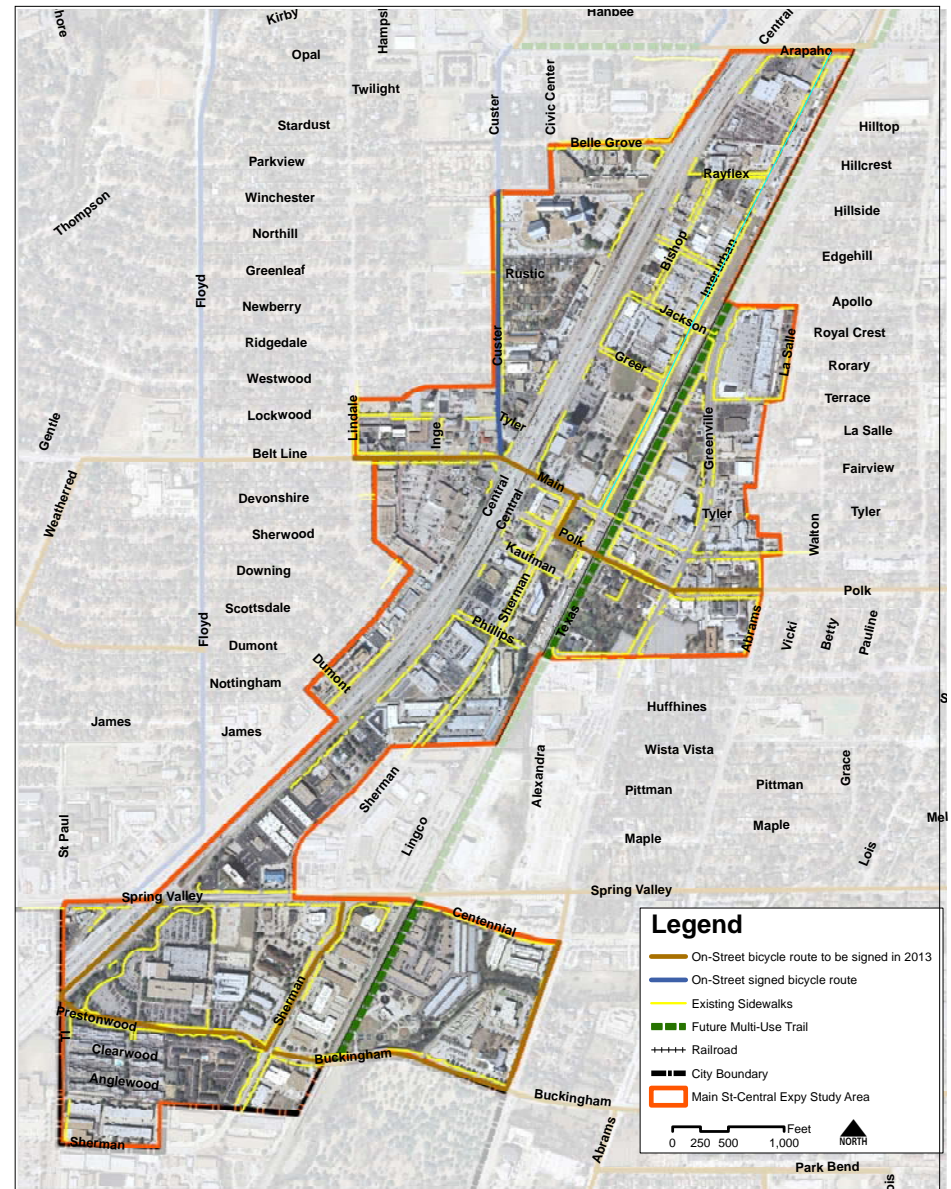 Kirby
Hanbee
Central
Arapaho
Opal
Twilight
Custer
Civic Center
Stardust
Hilltop
Belle Grove
Parkview
Hillcrest
Rayflex
Winchester
Thompson
Hillside
Northill
Bishop
Edgehill
Greenleaf
Rustic
Interurban
Floyd
Newberry
Apollo
Jackson
Royal Crest
Ridgedale
Custer
La Salle
Greer
Rorary
Westwood
Terrace
Lockwood
Lindale
Tyler
Gentle
Inge
Greenville
La Salle
Belt Line
Fairview
Main
Weatherred
Devonshire
Central
Central
Tyler
Tyler
Sherwood
Polk
Walton
Kaufman
Downing
Polk
Sherman
Scottsdale
Texas
Abrams
Vicki
Betty
Pauline
Floyd
Phillips
Dumont
Dumont
Nottingham
Huffhines
James
James
Wista Vista
Alexandra
Grace
Sherman
Pittman
Pittman
St Paul
Lingco
Maple
Maple
Lois
Spring Valley
Spring Valley
Centennial
Sherman
Prestonwood
Clearwood
Buckingham
Anglewood
Buckingham
Sherman
Abrams
Park Bend
Legend
On-Street bicycle route to be signed in 2013
On-Street signed bicycle route
Existing Sidewalks
Future Multi-Use Trail
Railroad
City Boundary
Main St-Central Expy Study Area
Feet
0 250 500 1,000
NORTH